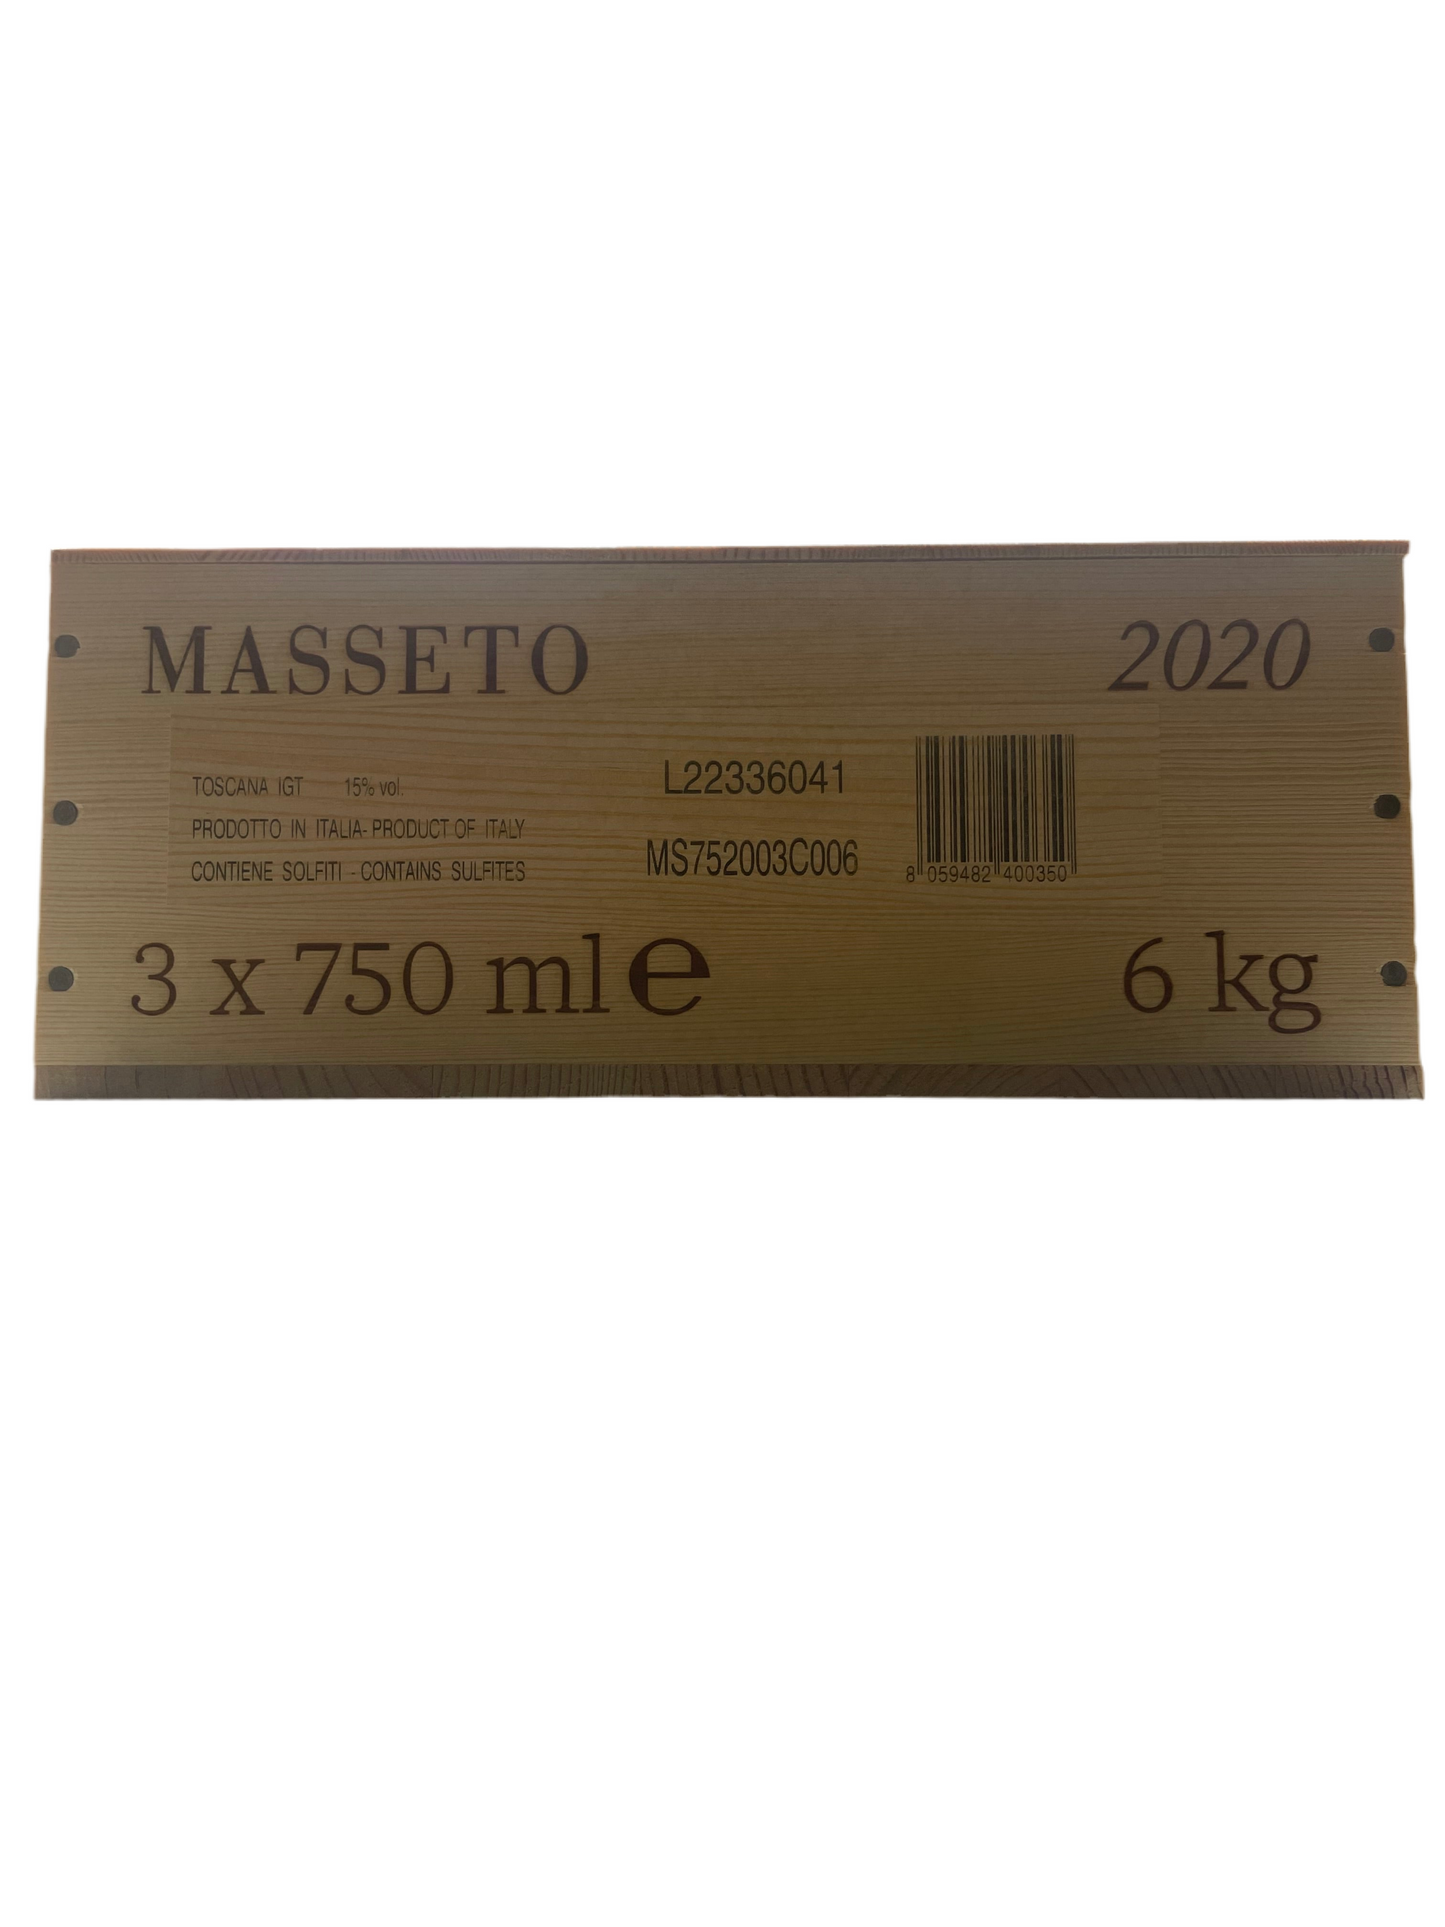 MASSETO 2020
TOSCANA IGT 15% vol.
PRODOTTO IN ITALIA- PRODUCT OF ITALY
CONTIENE SOLFITI - CONTAINS SULFITES
L22336041
MS752003C006
8 059482 400350
3 x 750 ml e 6 kg